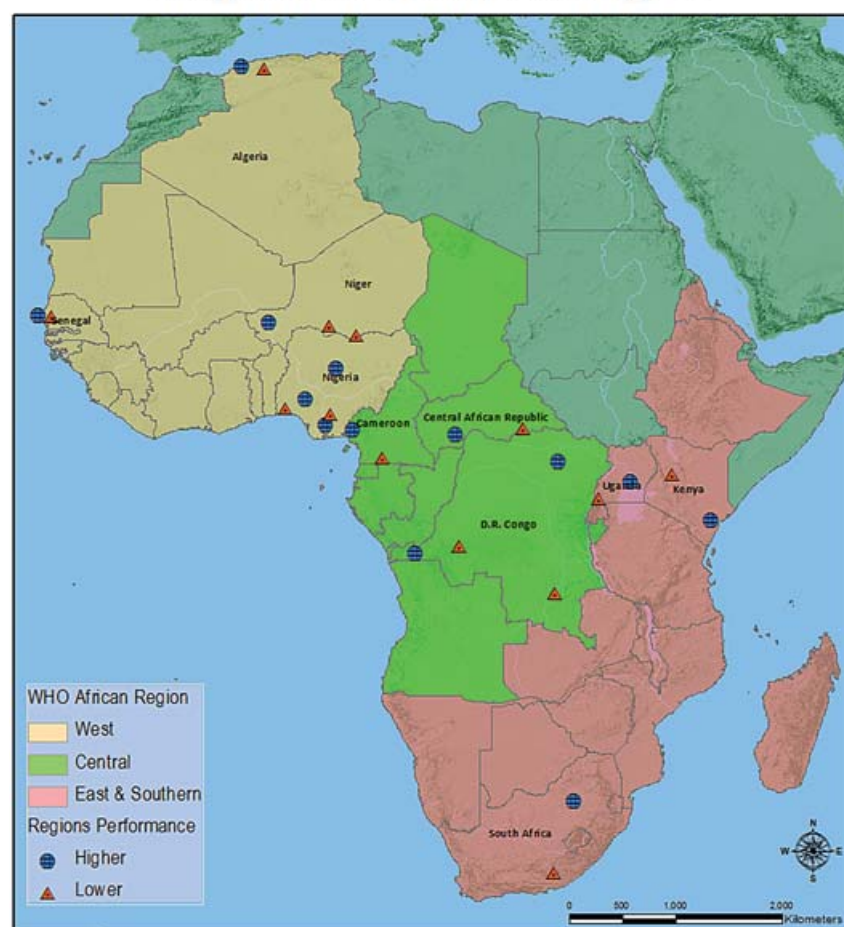 Algeria
Niger
Senegal
Nigeria
Cameroon
Central African Republic
Uganda
Kenya
D.R. Congo
South Africa
WHO African Region
West
Central
East & Southern
Regions Performance
Higher
Lower
N
W E
S
0 500 1,000 2,000
Kilometers